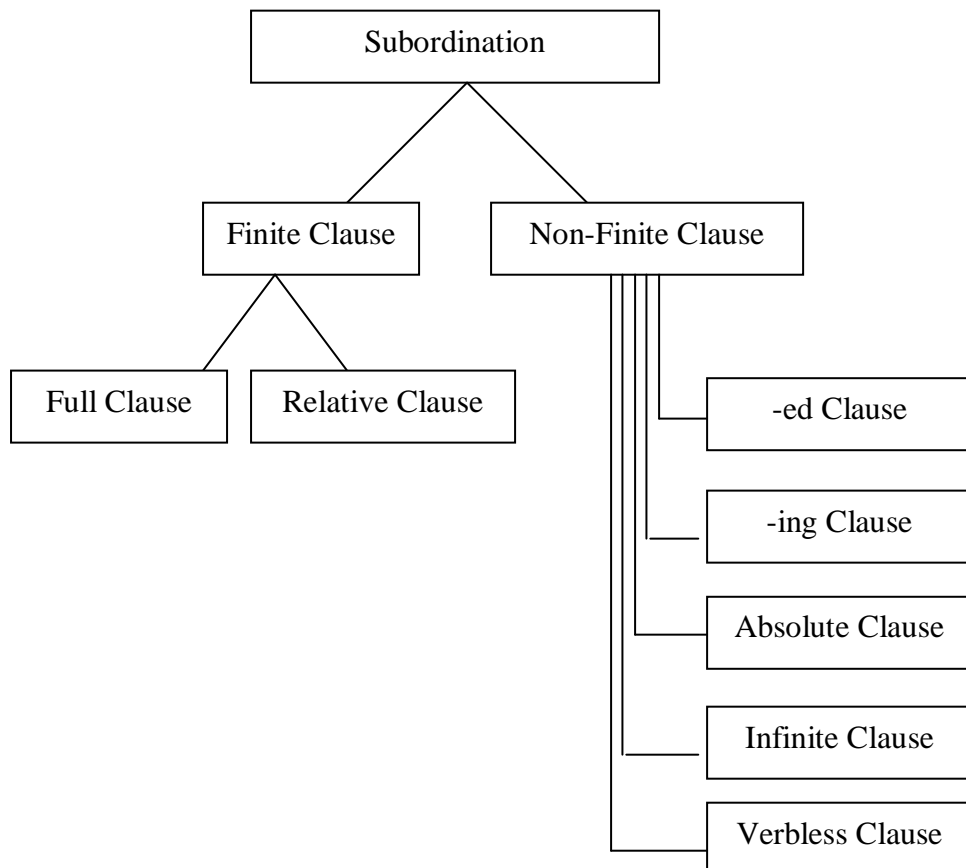 Subordination
Finite Clause
Non-Finite Clause
Full Clause
Relative Clause
-ed Clause
-ing Clause
Absolute Clause
Infinite Clause
Verbless Clause